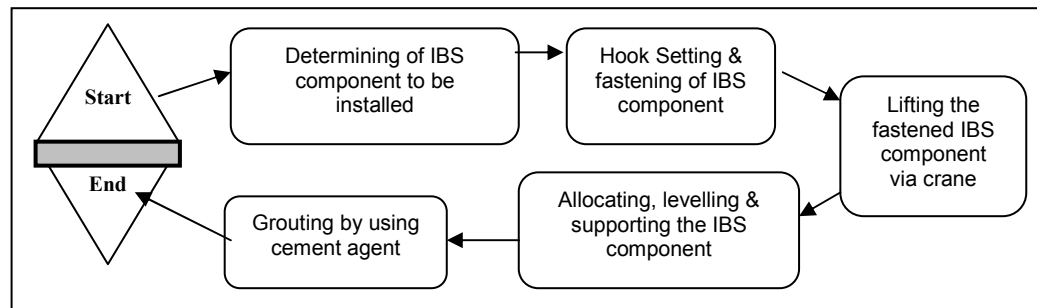 Start
Determining of IBS
component to be
installed
Hook Setting &
fastening of IBS
component
Lifting the
fastened IBS
component
via crane
Allocating, levelling &
supporting the IBS
component
Grouting by using
cement agent
End